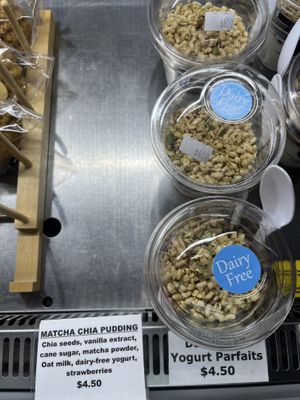 Dairy
Free
Dairy
Free
MATCHA CHIA PUDDING
Chia seeds, vanilla extract,
cane sugar, matcha powder,
Oat milk, dairy-free yogurt,
strawberries
$4.50
Yogurt Parfaits
$4.50